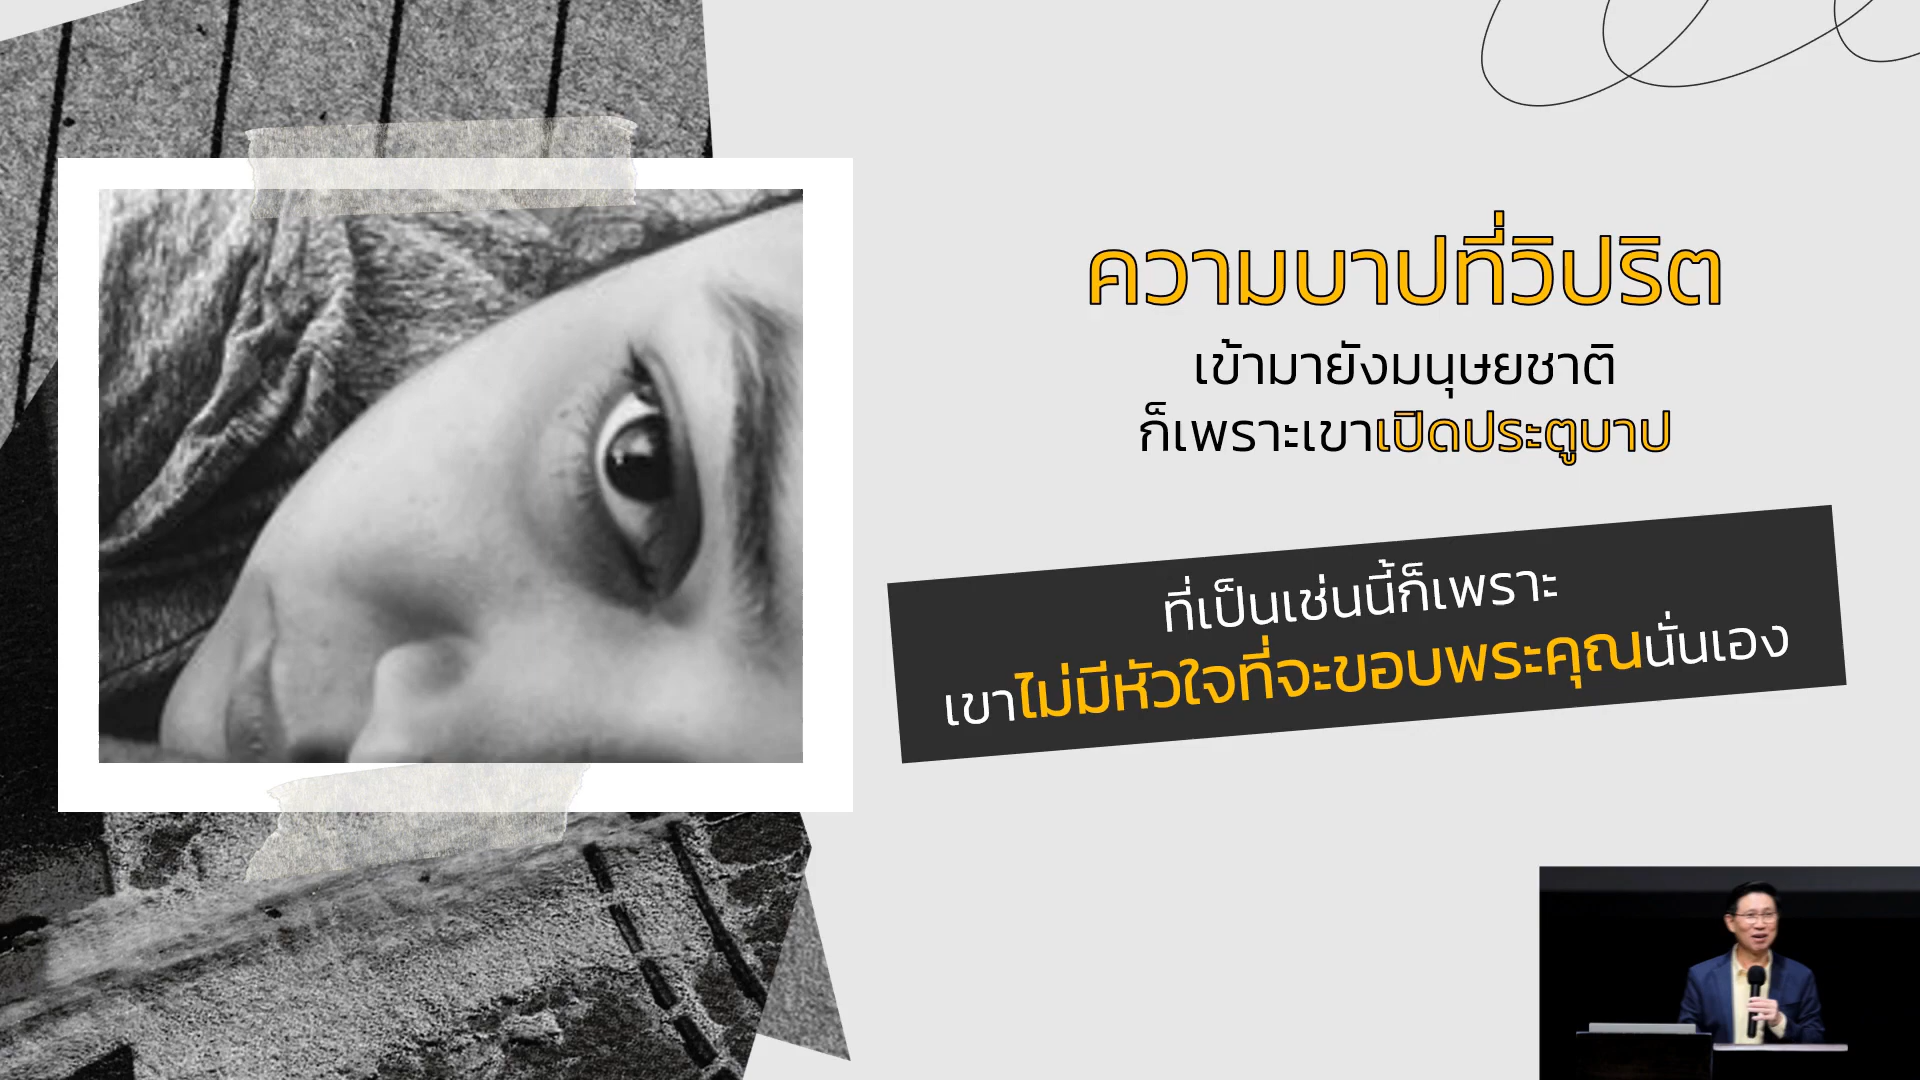 ความบาปที่วิปริต
เข้ามายังมนุษยชาติ
ก็เพราะเขาเปิดประตูบาป
ที่เป็นเช่นนี้ก็เพราะ
เขาไม่มีหัวใจที่จะขอบพระคุณนั่นเอง